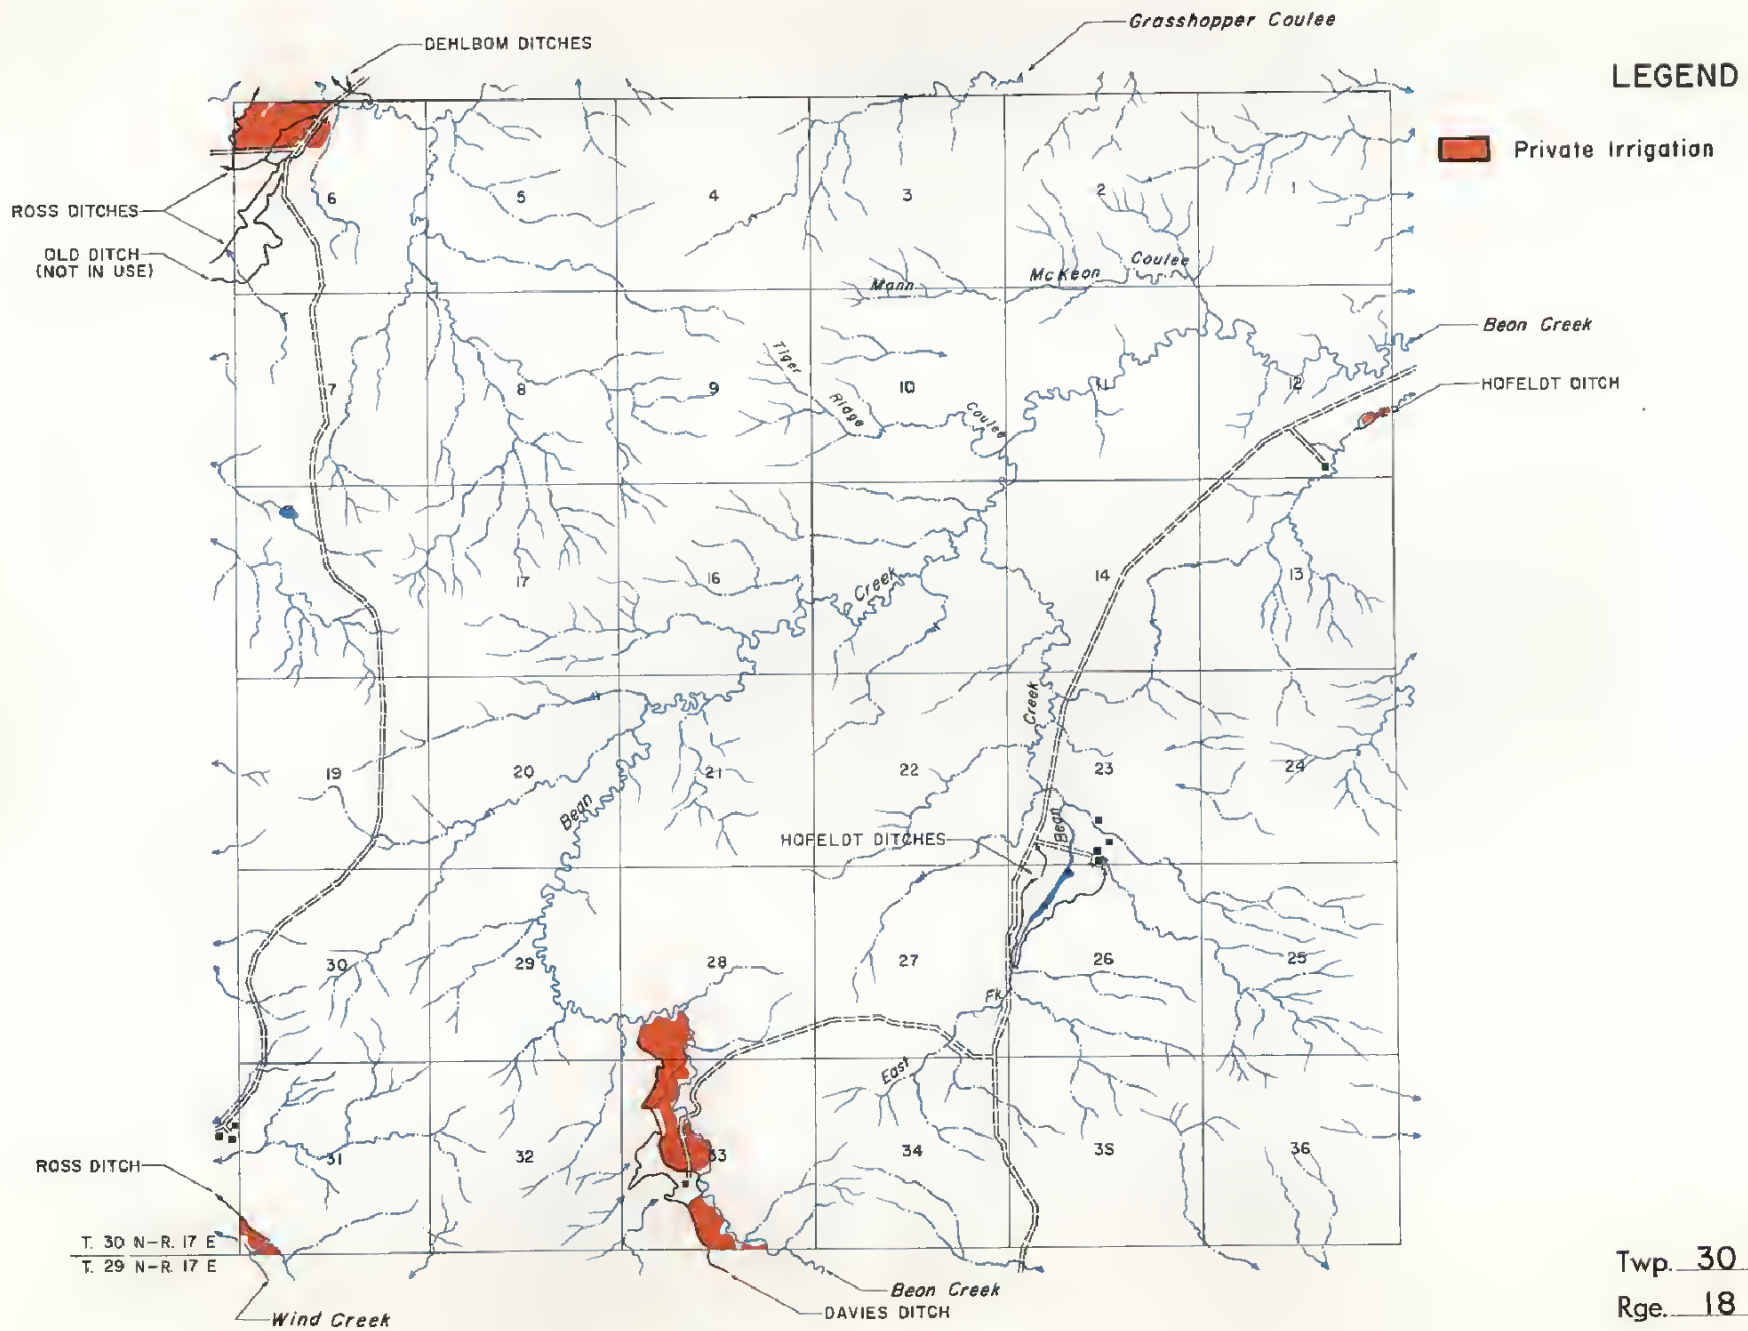 Grasshopper Coulee
DEHLBOM DITCHES
LEGEND
Private Irrigation
ROSS DITCHES
OLD DITCH
(NOT IN USE)
6
5
4
3
2
1
Mann
McKeon
Coulee
Bean Creek
HOFELDT DITCH
7
8
9
10
11
12
Tiger
Ridge
Coulee
17
16
Creek
14
13
Creek
19
20
21
22
23
24
Bean
Bean
HOFELDT DITCHES
30
29
28
27
26
25
Fk
East
31
32
33
34
35
36
ROSS DITCH
T. 30 N-R. 17 E
T. 29 N-R. 17 E
Wind Creek
Bean Creek
DAVIES DITCH
Twp. 30
Rge. 18